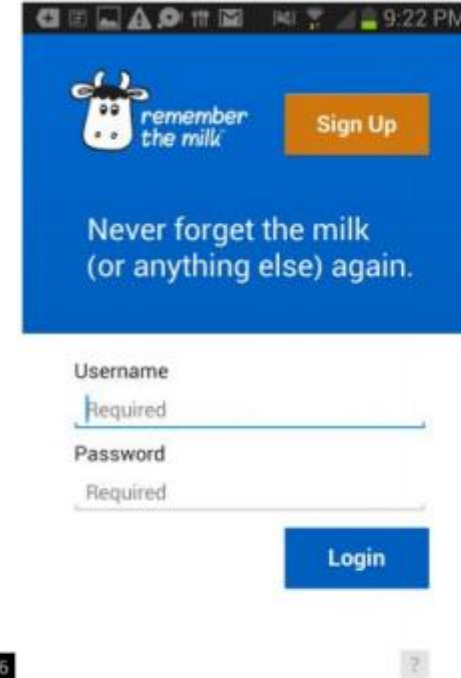 9:22 PM
remember
the milk
Sign Up
Never forget the milk
(or anything else) again.
Username
Required
Password
Required
Login
6
?